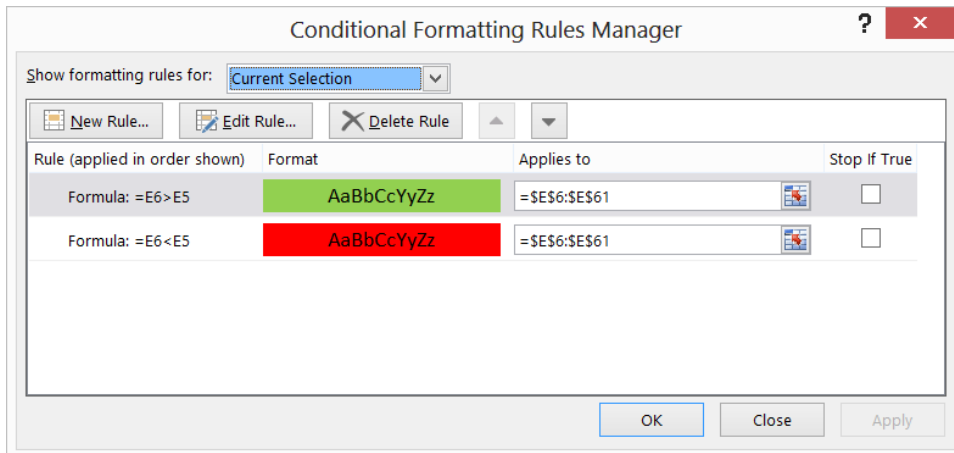 Conditional Formatting Rules Manager ? ×
Show formatting rules for: Current Selection
New Rule... Edit Rule... Delete Rule
Rule (applied in order shown) Format Applies to Stop If True
Formula: =E6>E5 AaBbCcYyZz =$E$6:$E$61
Formula: =E6<E5 AaBbCcYyZz =$E$6:$E$61
OK Close Apply